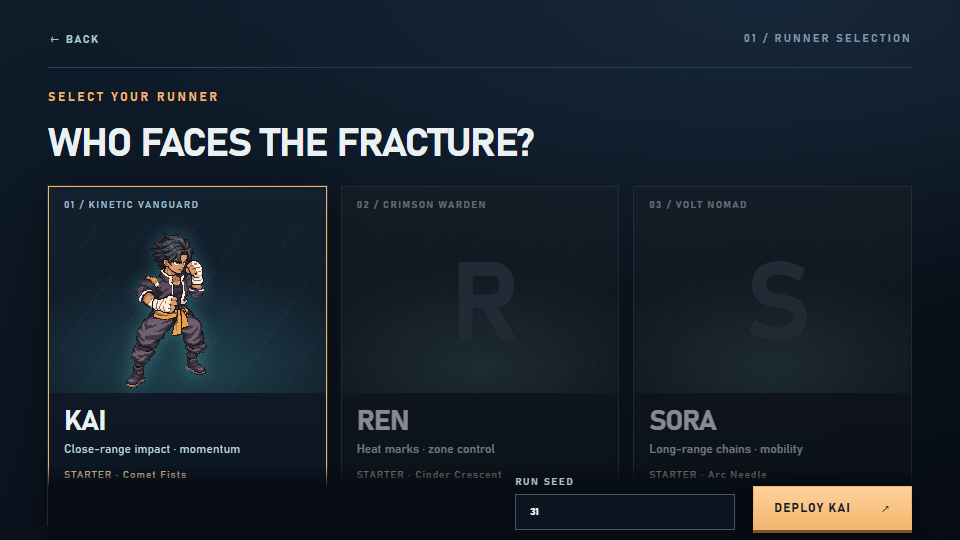 ← BACK
01 / RUNNER SELECTION
SELECT YOUR RUNNER
WHO FACES THE FRACTURE?
01 / KINETIC VANGUARD
KAI
Close-range impact · momentum
STARTER · Comet Fists
02 / CRIMSON WARDEN
R
REN
Heat marks · zone control
STARTER · Cinder Crescent
03 / VOLT NOMAD
S
SORA
Long-range chains · mobility
STARTER · Arc Needle
RUN SEED
31
DEPLOY KAI ↗